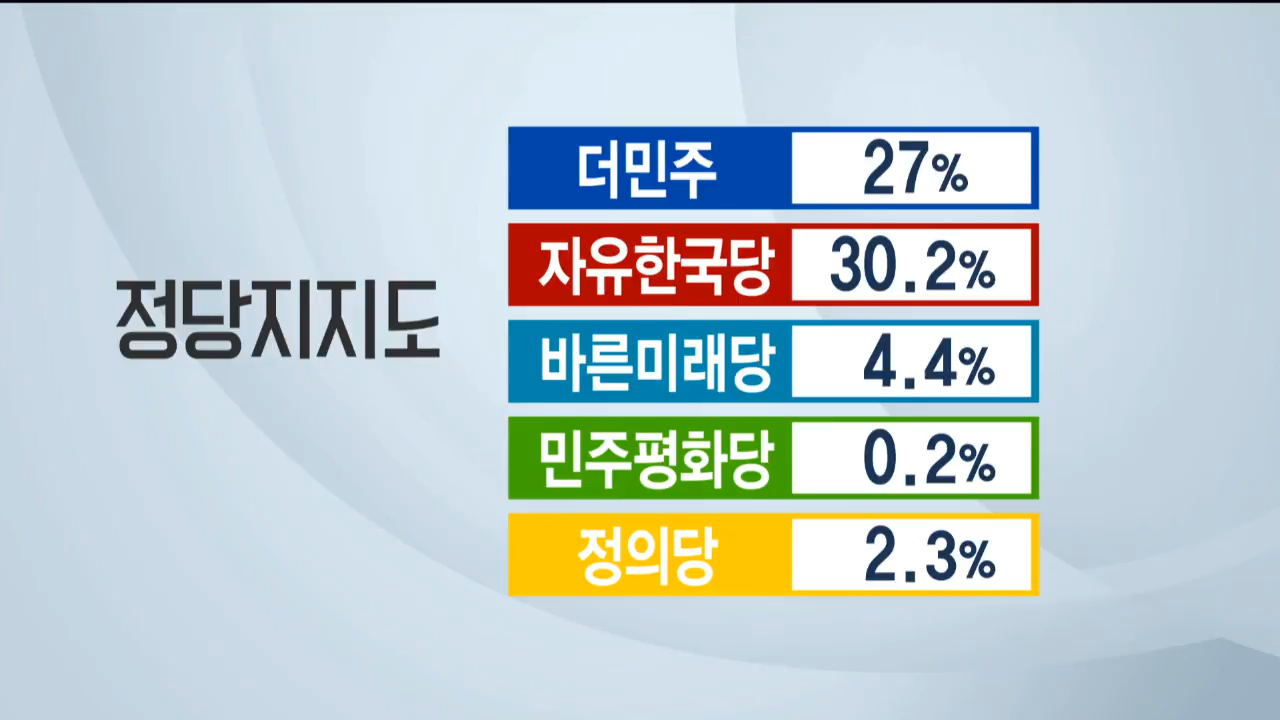 정당지지도
더민주 27%
자유한국당 30.2%
바른미래당 4.4%
민주평화당 0.2%
정의당 2.3%